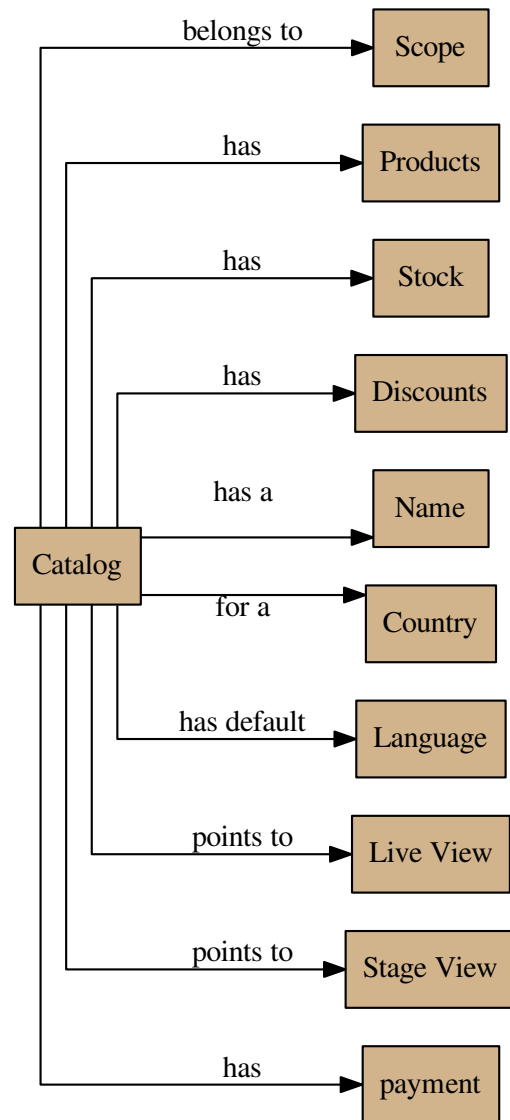 belongs to
Scope
has
Products
has
Stock
has
Discounts
has a
Name
Catalog
for a
Country
has default
Language
points to
Live View
points to
Stage View
has
payment